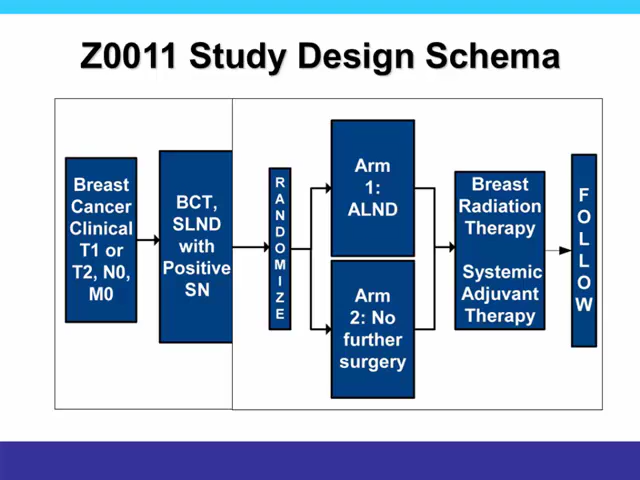 Z0011 Study Design Schema
Breast
Cancer
Clinical
T1 or
T2, N0,
M0
BCT,
SLND
with
Positive
SN
R
A
N
D
O
M
I
Z
E
Arm
1:
ALND
Arm
2: No
further
surgery
Breast
Radiation
Therapy
Systemic
Adjuvant
Therapy
F
O
L
L
O
W